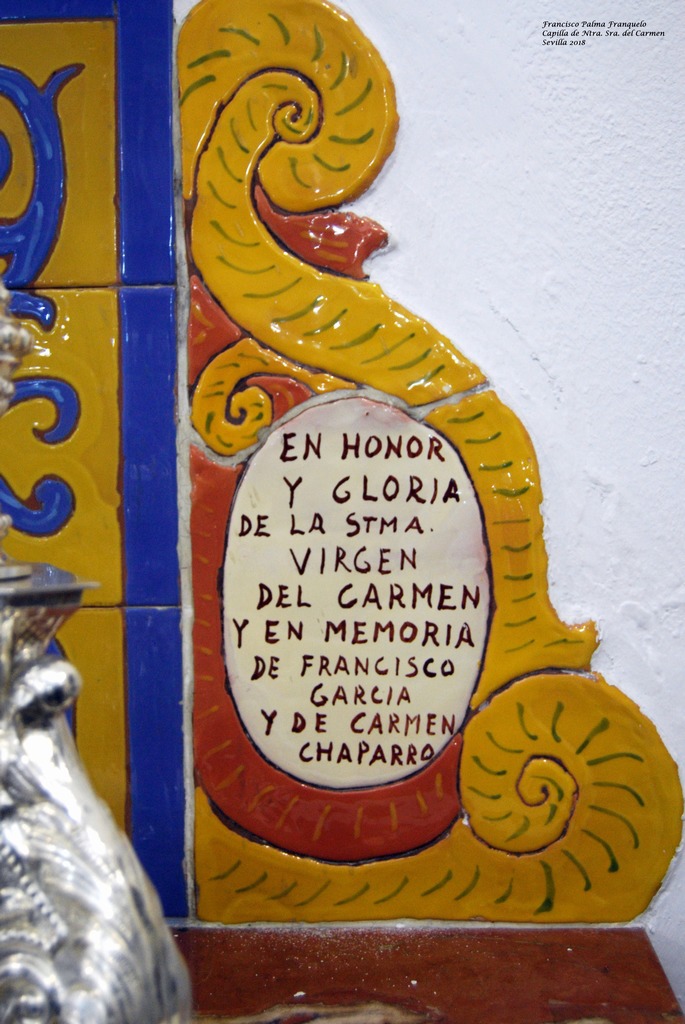 Francisco Palma Franquelo
Capilla de Ntra. Sra. del Carmen
Sevilla 2018
EN HONOR
Y GLORIA
DE LA STMA.
VIRGEN
DEL CARMEN
Y EN MEMORIA
DE FRANCISCO
GARCIA
Y DE CARMEN
CHAPARRO